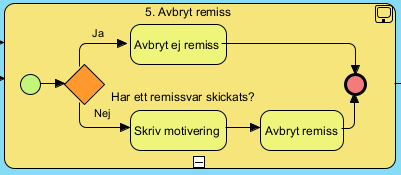 5. Avbryt remiss
Ja
Avbryt ej remiss
Har ett remissvar skickats?
Nej
Skriv motivering
Avbryt remiss